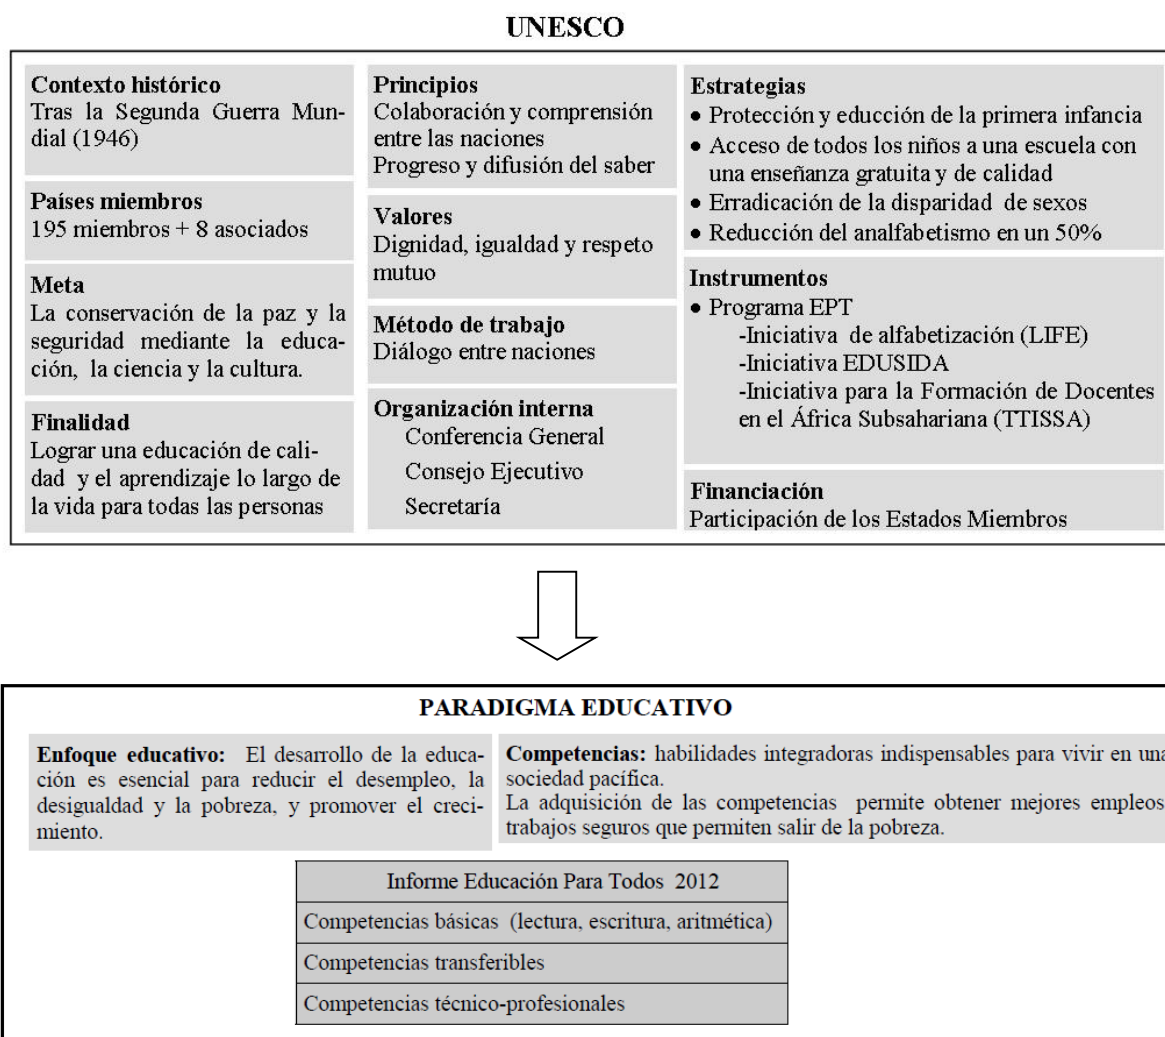 UNESCO
Contexto histórico
Tras la Segunda Guerra Mun-
dial (1946)
Países miembros
195 miembros + 8 asociados
Meta
La conservación de la paz y la
seguridad mediante la educa-
ción, la ciencia y la cultura.
Finalidad
Lograr una educación de cali-
dad y el aprendizaje lo largo de
la vida para todas las personas
Principios
Colaboración y comprensión
entre las naciones
Progreso y difusión del saber
Valores
Dignidad, igualdad y respeto
mutuo
Método de trabajo
Diálogo entre naciones
Organización interna
Conferencia General
Consejo Ejecutivo
Secretaría
Estrategias
• Protección y educción de la primera infancia
• Acceso de todos los niños a una escuela con
una enseñanza gratuita y de calidad
• Erradicación de la disparidad de sexos
• Reducción del analfabetismo en un 50%
Instrumentos
• Programa EPT
-Iniciativa de alfabetización (LIFE)
-Iniciativa EDUSIDA
-Iniciativa para la Formación de Docentes
en el África Subsahariana (TTISSA)
Financiación
Participación de los Estados Miembros
PARADIGMA EDUCATIVO
Enfoque educativo: El desarrollo de la educa-
ción es esencial para reducir el desempleo, la
desigualdad y la pobreza, y promover el creci-
miento.
Competencias: habilidades integradoras indispensables para vivir en una
sociedad pacífica.
La adquisición de las competencias permite obtener mejores empleos
trabajos seguros que permiten salir de la pobreza.
Informe Educación Para Todos 2012
Competencias básicas (lectura, escritura, aritmética)
Competencias transferibles
Competencias técnico-profesionales